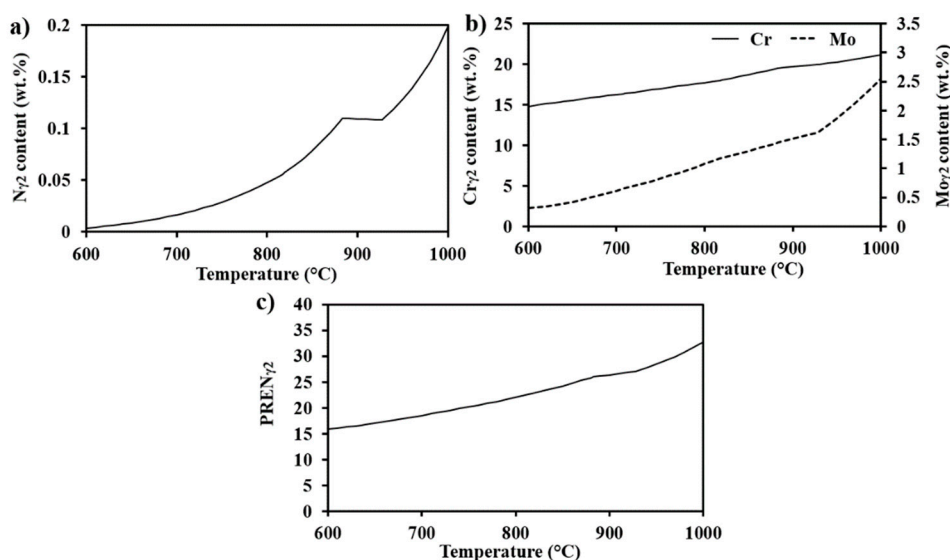 a)
0.2
0.15
0.1
0.05
0
Nγ2 content (wt.%)
600 700 800 900 1000
Temperature (°C)
b)
Cr Mo
25
20
15
10
5
0
Crγ2 content (wt.%)
3.5
3
2.5
2
1.5
1
0.5
0
Moγ2 content (wt.%)
600 700 800 900 1000
Temperature (°C)
c)
40
35
30
25
20
15
10
5
0
PRENγ2
600 700 800 900 1000
Temperature (°C)